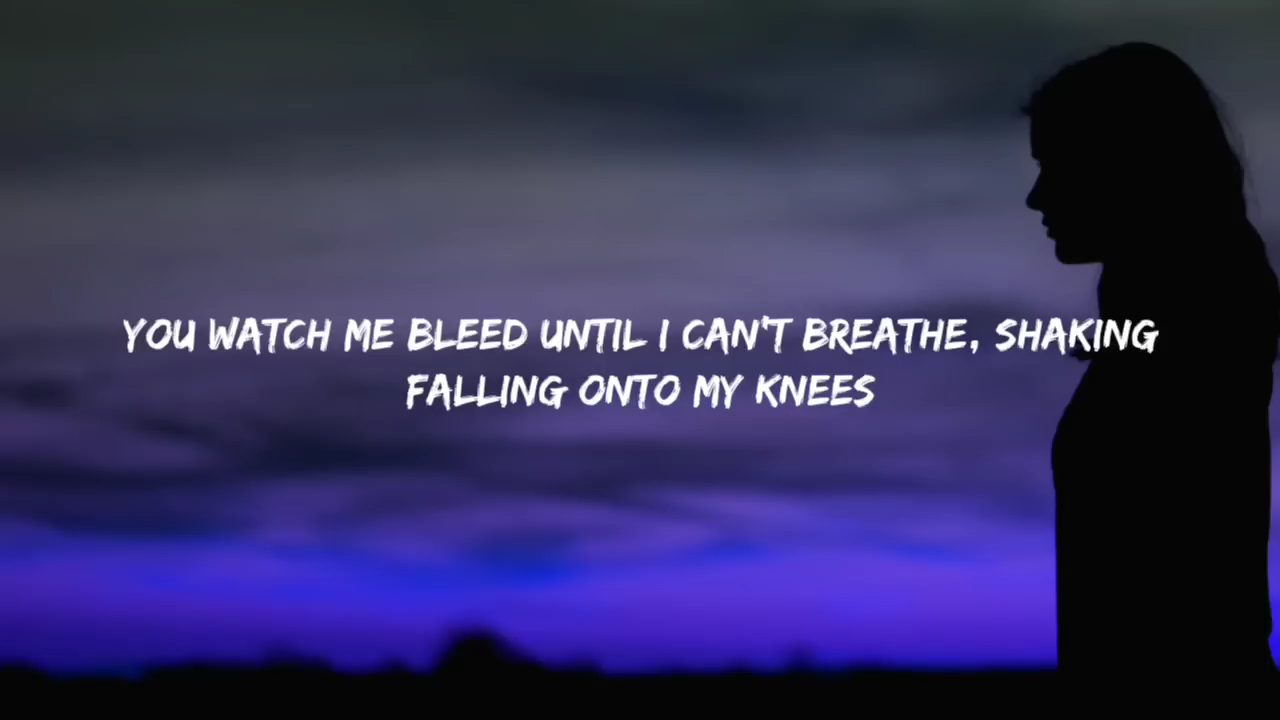 YOU WATCH ME BLEED UNTIL I CAN'T BREATHE, SHAKING
FALLING ONTO MY KNEES